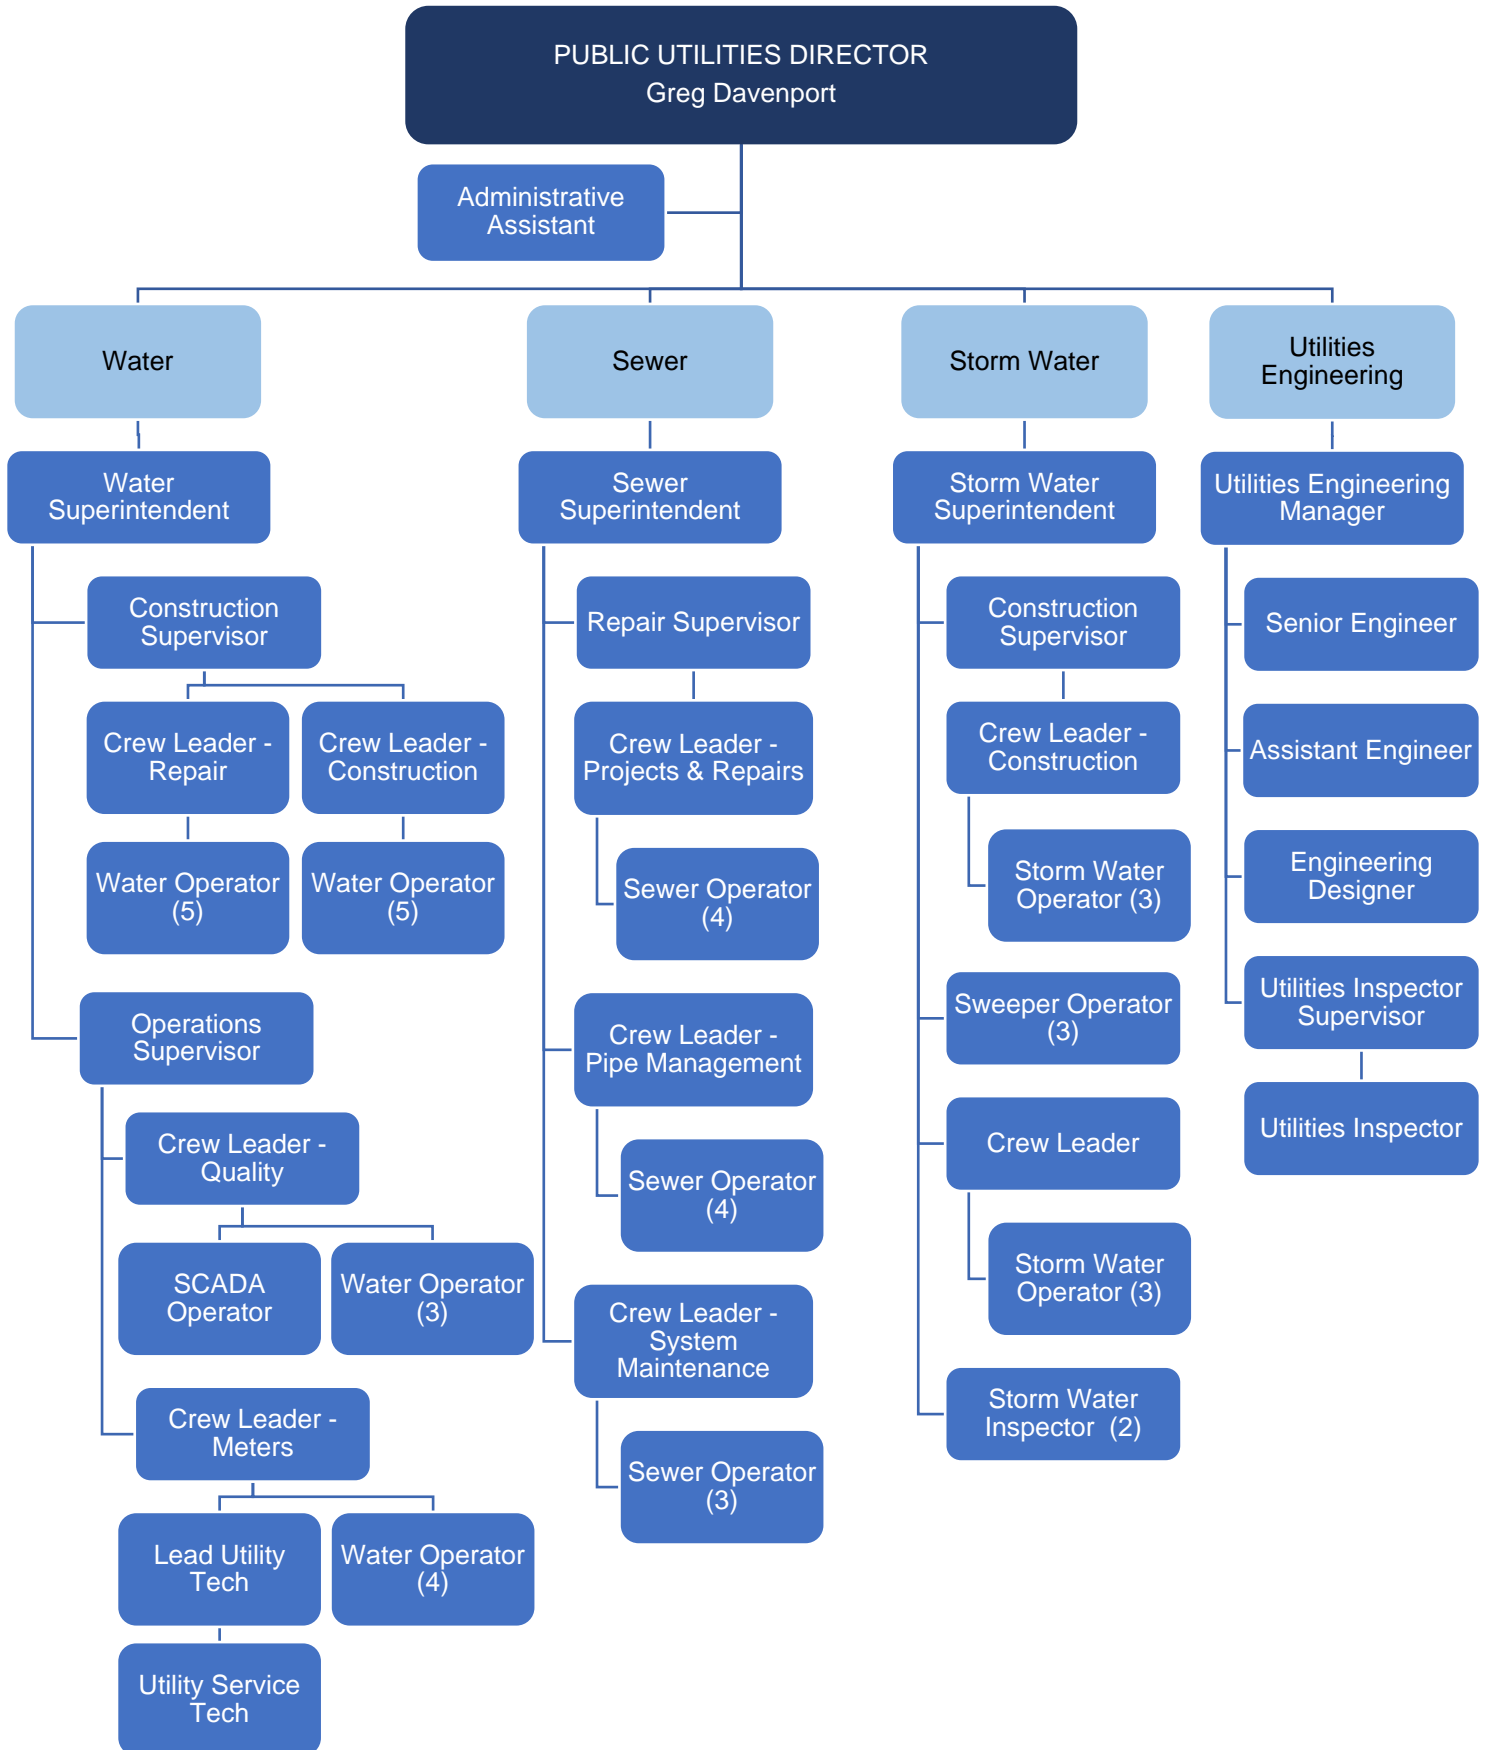 PUBLIC UTILITIES DIRECTOR
Greg Davenport
Administrative
Assistant
Water
Water
Superintendent
Construction
Supervisor
Crew Leader -
Repair
Water Operator
(5)
Crew Leader -
Construction
Water Operator
(5)
Operations
Supervisor
Crew Leader -
Quality
SCADA
Operator
Water Operator
(3)
Crew Leader -
Meters
Lead Utility
Tech
Utility Service
Tech
Water Operator
(4)
Sewer
Sewer
Superintendent
Repair Supervisor
Crew Leader -
Projects & Repairs
Sewer Operator
(4)
Crew Leader -
Pipe Management
Sewer Operator
(4)
Crew Leader -
System
Maintenance
Sewer Operator
(3)
Storm Water
Storm Water
Superintendent
Construction
Supervisor
Crew Leader -
Construction
Storm Water
Operator (3)
Sweeper Operator
(3)
Crew Leader
Storm Water
Operator (3)
Storm Water
Inspector  (2)
Utilities
Engineering
Utilities Engineering
Manager
Senior Engineer
Assistant Engineer
Engineering
Designer
Utilities Inspector
Supervisor
Utilities Inspector